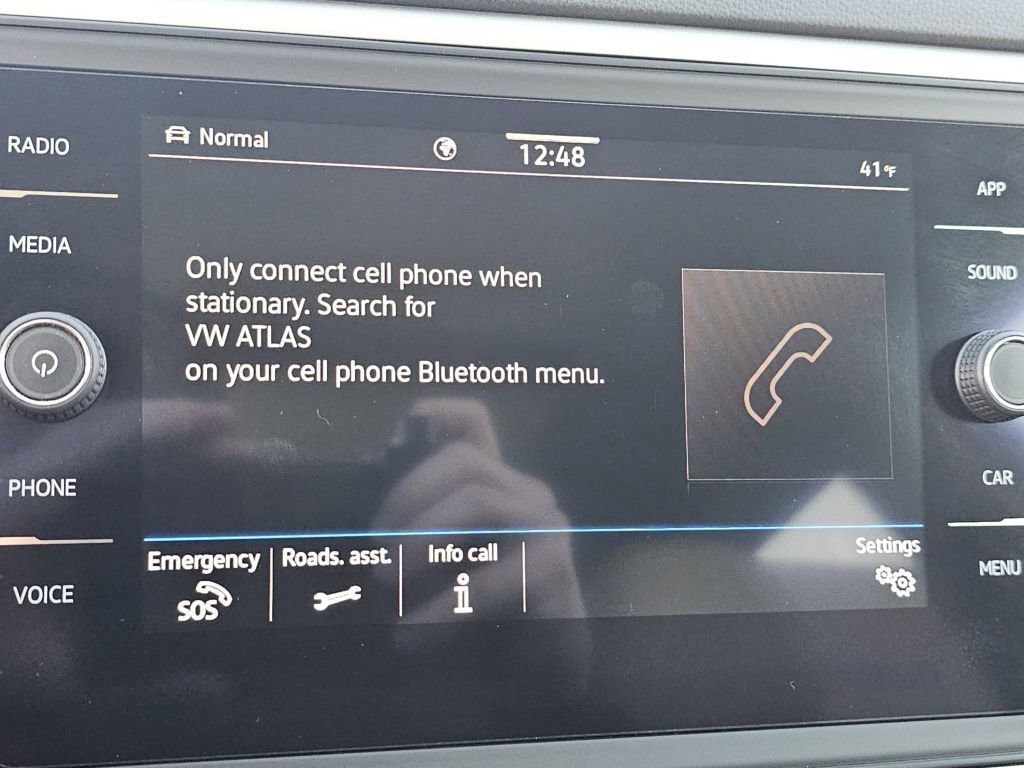 RADIO
MEDIA
PHONE
VOICE
Normal
12:48
41°F
Only connect cell phone when
stationary. Search for
VW ATLAS
on your cell phone Bluetooth menu.
Emergency
SOS
Roads. asst.
Info call
i
Settings
APP
SOUND
CAR
MENU